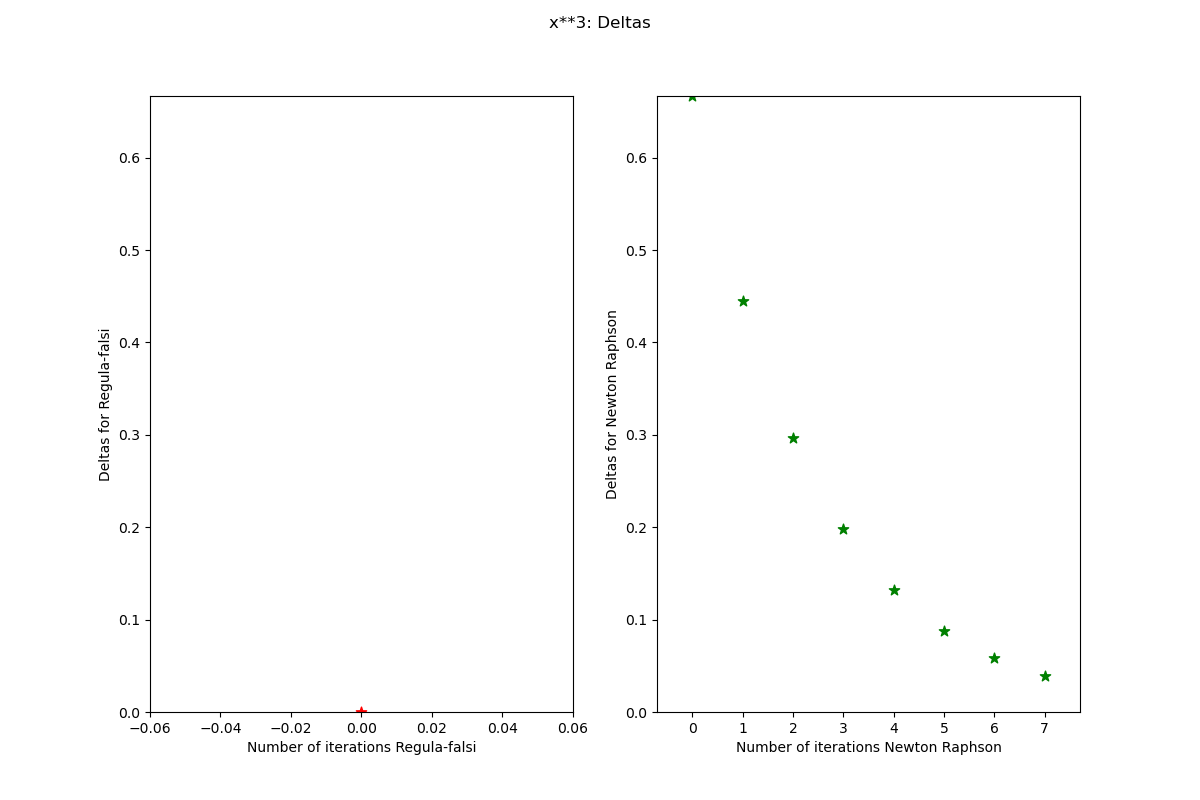 x**3: Deltas
Deltas for Regula-falsi
0.6
0.5
0.4
0.3
0.2
0.1
0.0
−0.06 −0.04 −0.02 0.00 0.02 0.04 0.06
Number of iterations Regula-falsi
Deltas for Newton Raphson
0.6
0.5
0.4
0.3
0.2
0.1
0.0
0 1 2 3 4 5 6 7
Number of iterations Newton Raphson